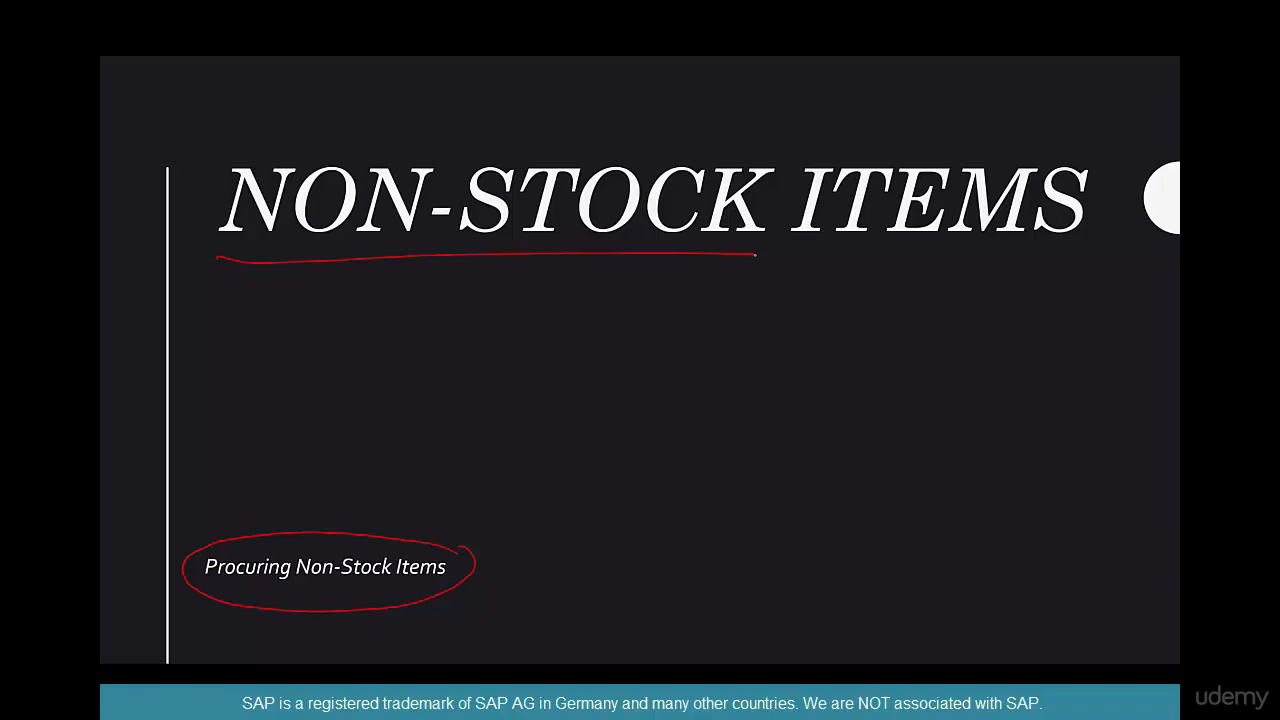 NON-STOCK ITEMS
Procuring Non-Stock Items
SAP is a registered trademark of SAP AG in Germany and many other countries. We are NOT associated with SAP.
udemy